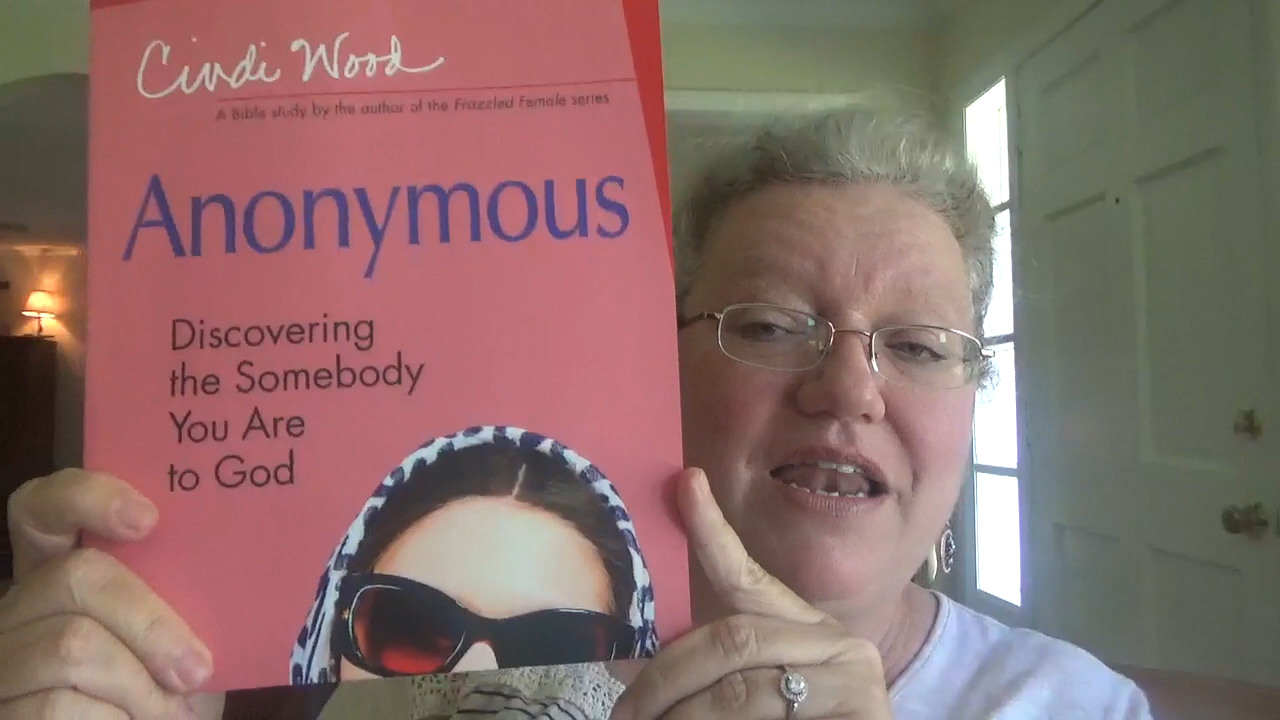 Cindi Wood
A Bible study by the author of the Frazzled Female series
Anonymous
Discovering
the Somebody
You Are
to God